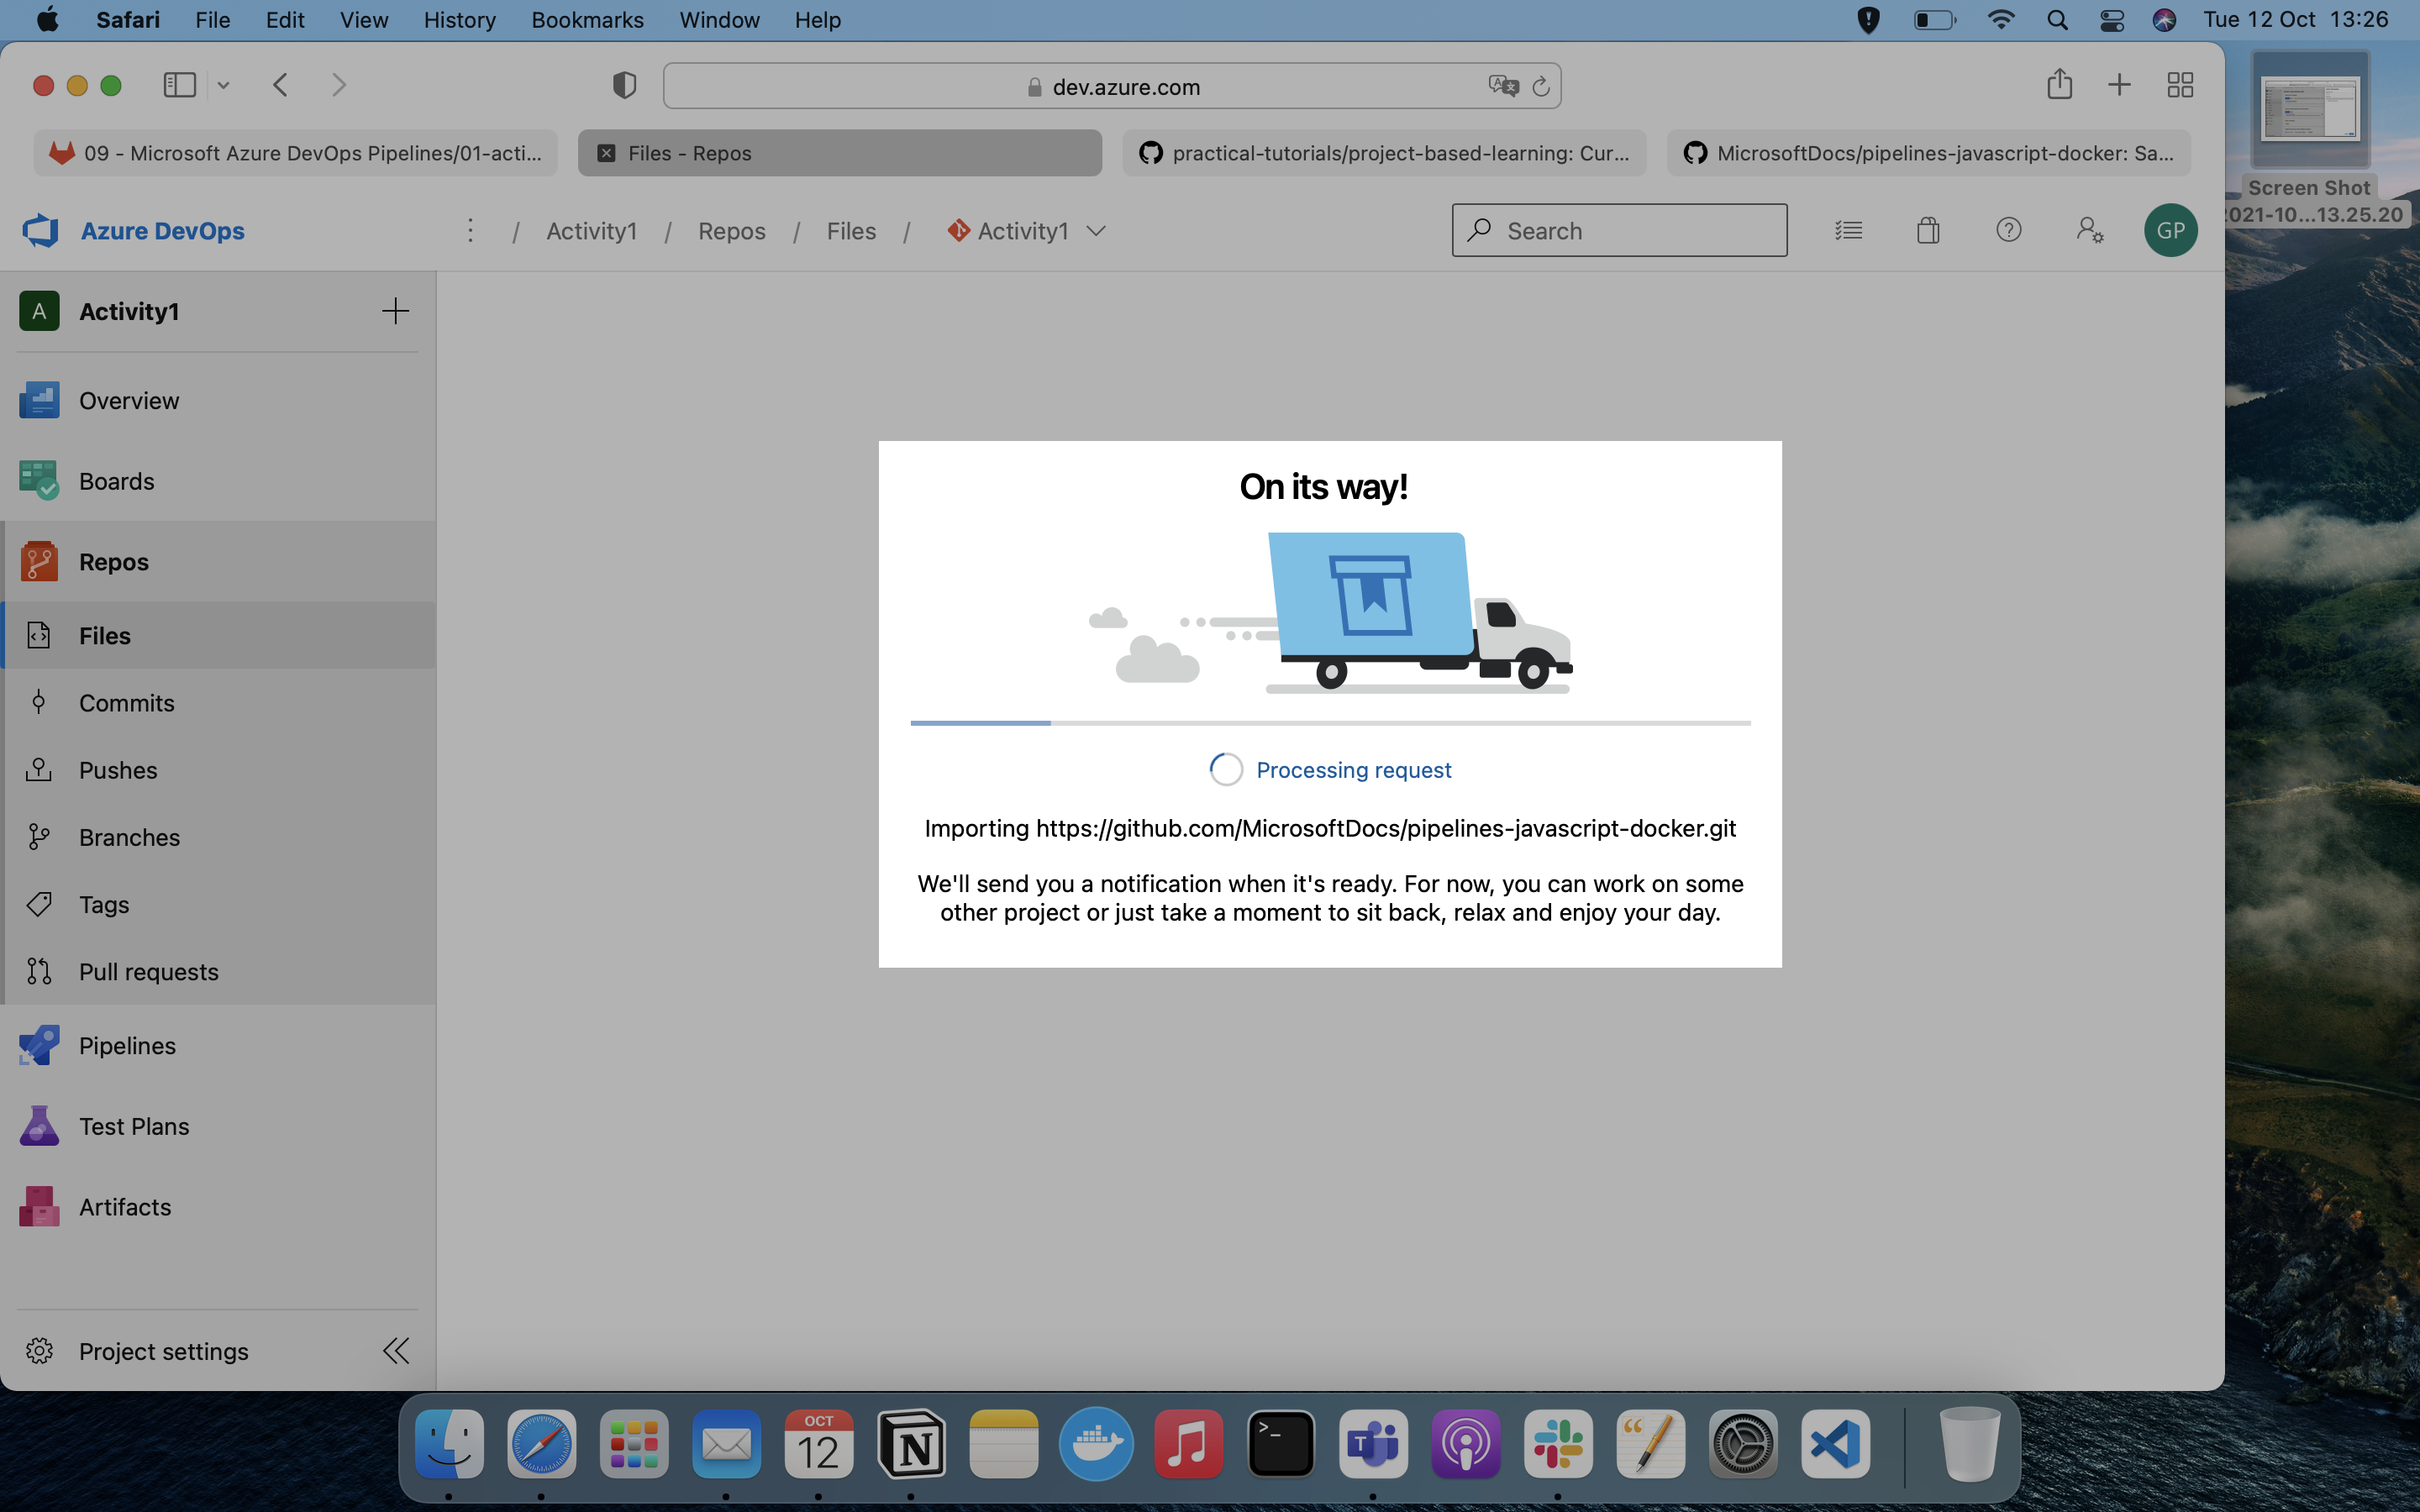 Safari File Edit View History Bookmarks Window Help Tue 12 Oct 13:26
dev.azure.com
09 - Microsoft Azure DevOps Pipelines/01-acti...
Files - Repos
practical-tutorials/project-based-learning: Cur...
MicrosoftDocs/pipelines-javascript-docker: Sa...
Screen Shot
2021-10...13.25.20
Azure DevOps
/ Activity1 / Repos / Files / Activity1
Search
GP
A Activity1
Overview
Boards
Repos
Files
Commits
Pushes
Branches
Tags
Pull requests
Pipelines
Test Plans
Artifacts
Project settings
On its way!
Processing request
Importing https://github.com/MicrosoftDocs/pipelines-javascript-docker.git
We'll send you a notification when it's ready. For now, you can work on some
other project or just take a moment to sit back, relax and enjoy your day.
OCT
12
N
>_
T